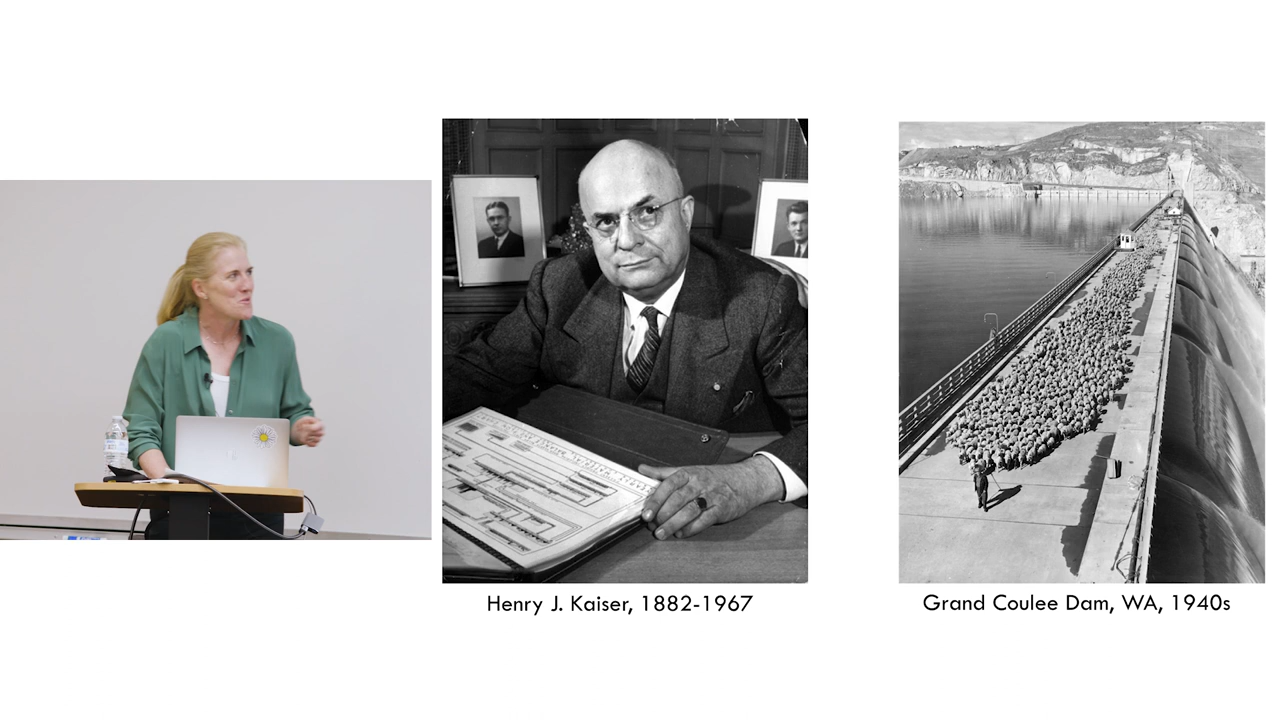 Henry J. Kaiser, 1882-1967
Grand Coulee Dam, WA, 1940s